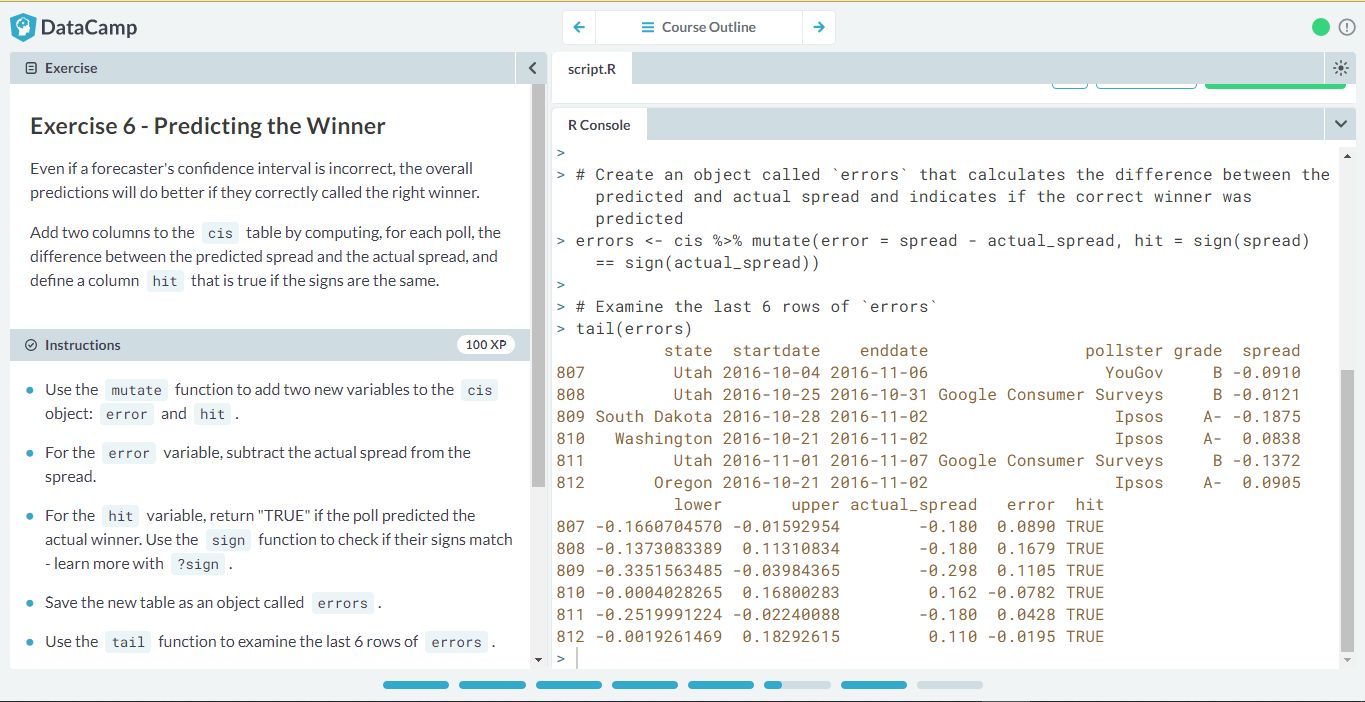 DataCamp
Course Outline
Exercise
Exercise 6 - Predicting the Winner
Even if a forecaster's confidence interval is incorrect, the overall
predictions will do better if they correctly called the right winner.
Add two columns to the cis table by computing, for each poll, the
difference between the predicted spread and the actual spread, and
define a column hit that is true if the signs are the same.
Instructions 100 XP
Use the mutate function to add two new variables to the cis
object: error and hit .
For the error variable, subtract the actual spread from the
spread.
For the hit variable, return "TRUE" if the poll predicted the
actual winner. Use the sign function to check if their signs match
- learn more with ?sign .
Save the new table as an object called errors .
Use the tail function to examine the last 6 rows of errors .
script.R
R Console
>
> # Create an object called `errors` that calculates the difference between the
predicted and actual spread and indicates if the correct winner was
predicted
> errors <- cis %>% mutate(error = spread - actual_spread, hit = sign(spread)
== sign(actual_spread))
>
> # Examine the last 6 rows of `errors`
> tail(errors)
state startdate enddate pollster grade spread
807 Utah 2016-10-04 2016-11-06 YouGov B -0.0910
808 Utah 2016-10-25 2016-10-31 Google Consumer Surveys B -0.0121
809 South Dakota 2016-10-28 2016-11-02 Ipsos A- -0.1875
810 Washington 2016-10-21 2016-11-02 Ipsos A- 0.0838
811 Utah 2016-11-01 2016-11-07 Google Consumer Surveys B -0.1372
812 Oregon 2016-10-21 2016-11-02 Ipsos A- 0.0905
lower upper actual_spread error hit
807 -0.1660704570 -0.01592954 -0.180 0.0890 TRUE
808 -0.1373083389 0.11310834 -0.180 0.1679 TRUE
809 -0.3351563485 -0.03984365 -0.298 0.1105 TRUE
810 -0.0004028265 0.16800283 0.162 -0.0782 TRUE
811 -0.2519991224 -0.02240088 -0.180 0.0428 TRUE
812 -0.0019261469 0.18292615 0.110 -0.0195 TRUE
>